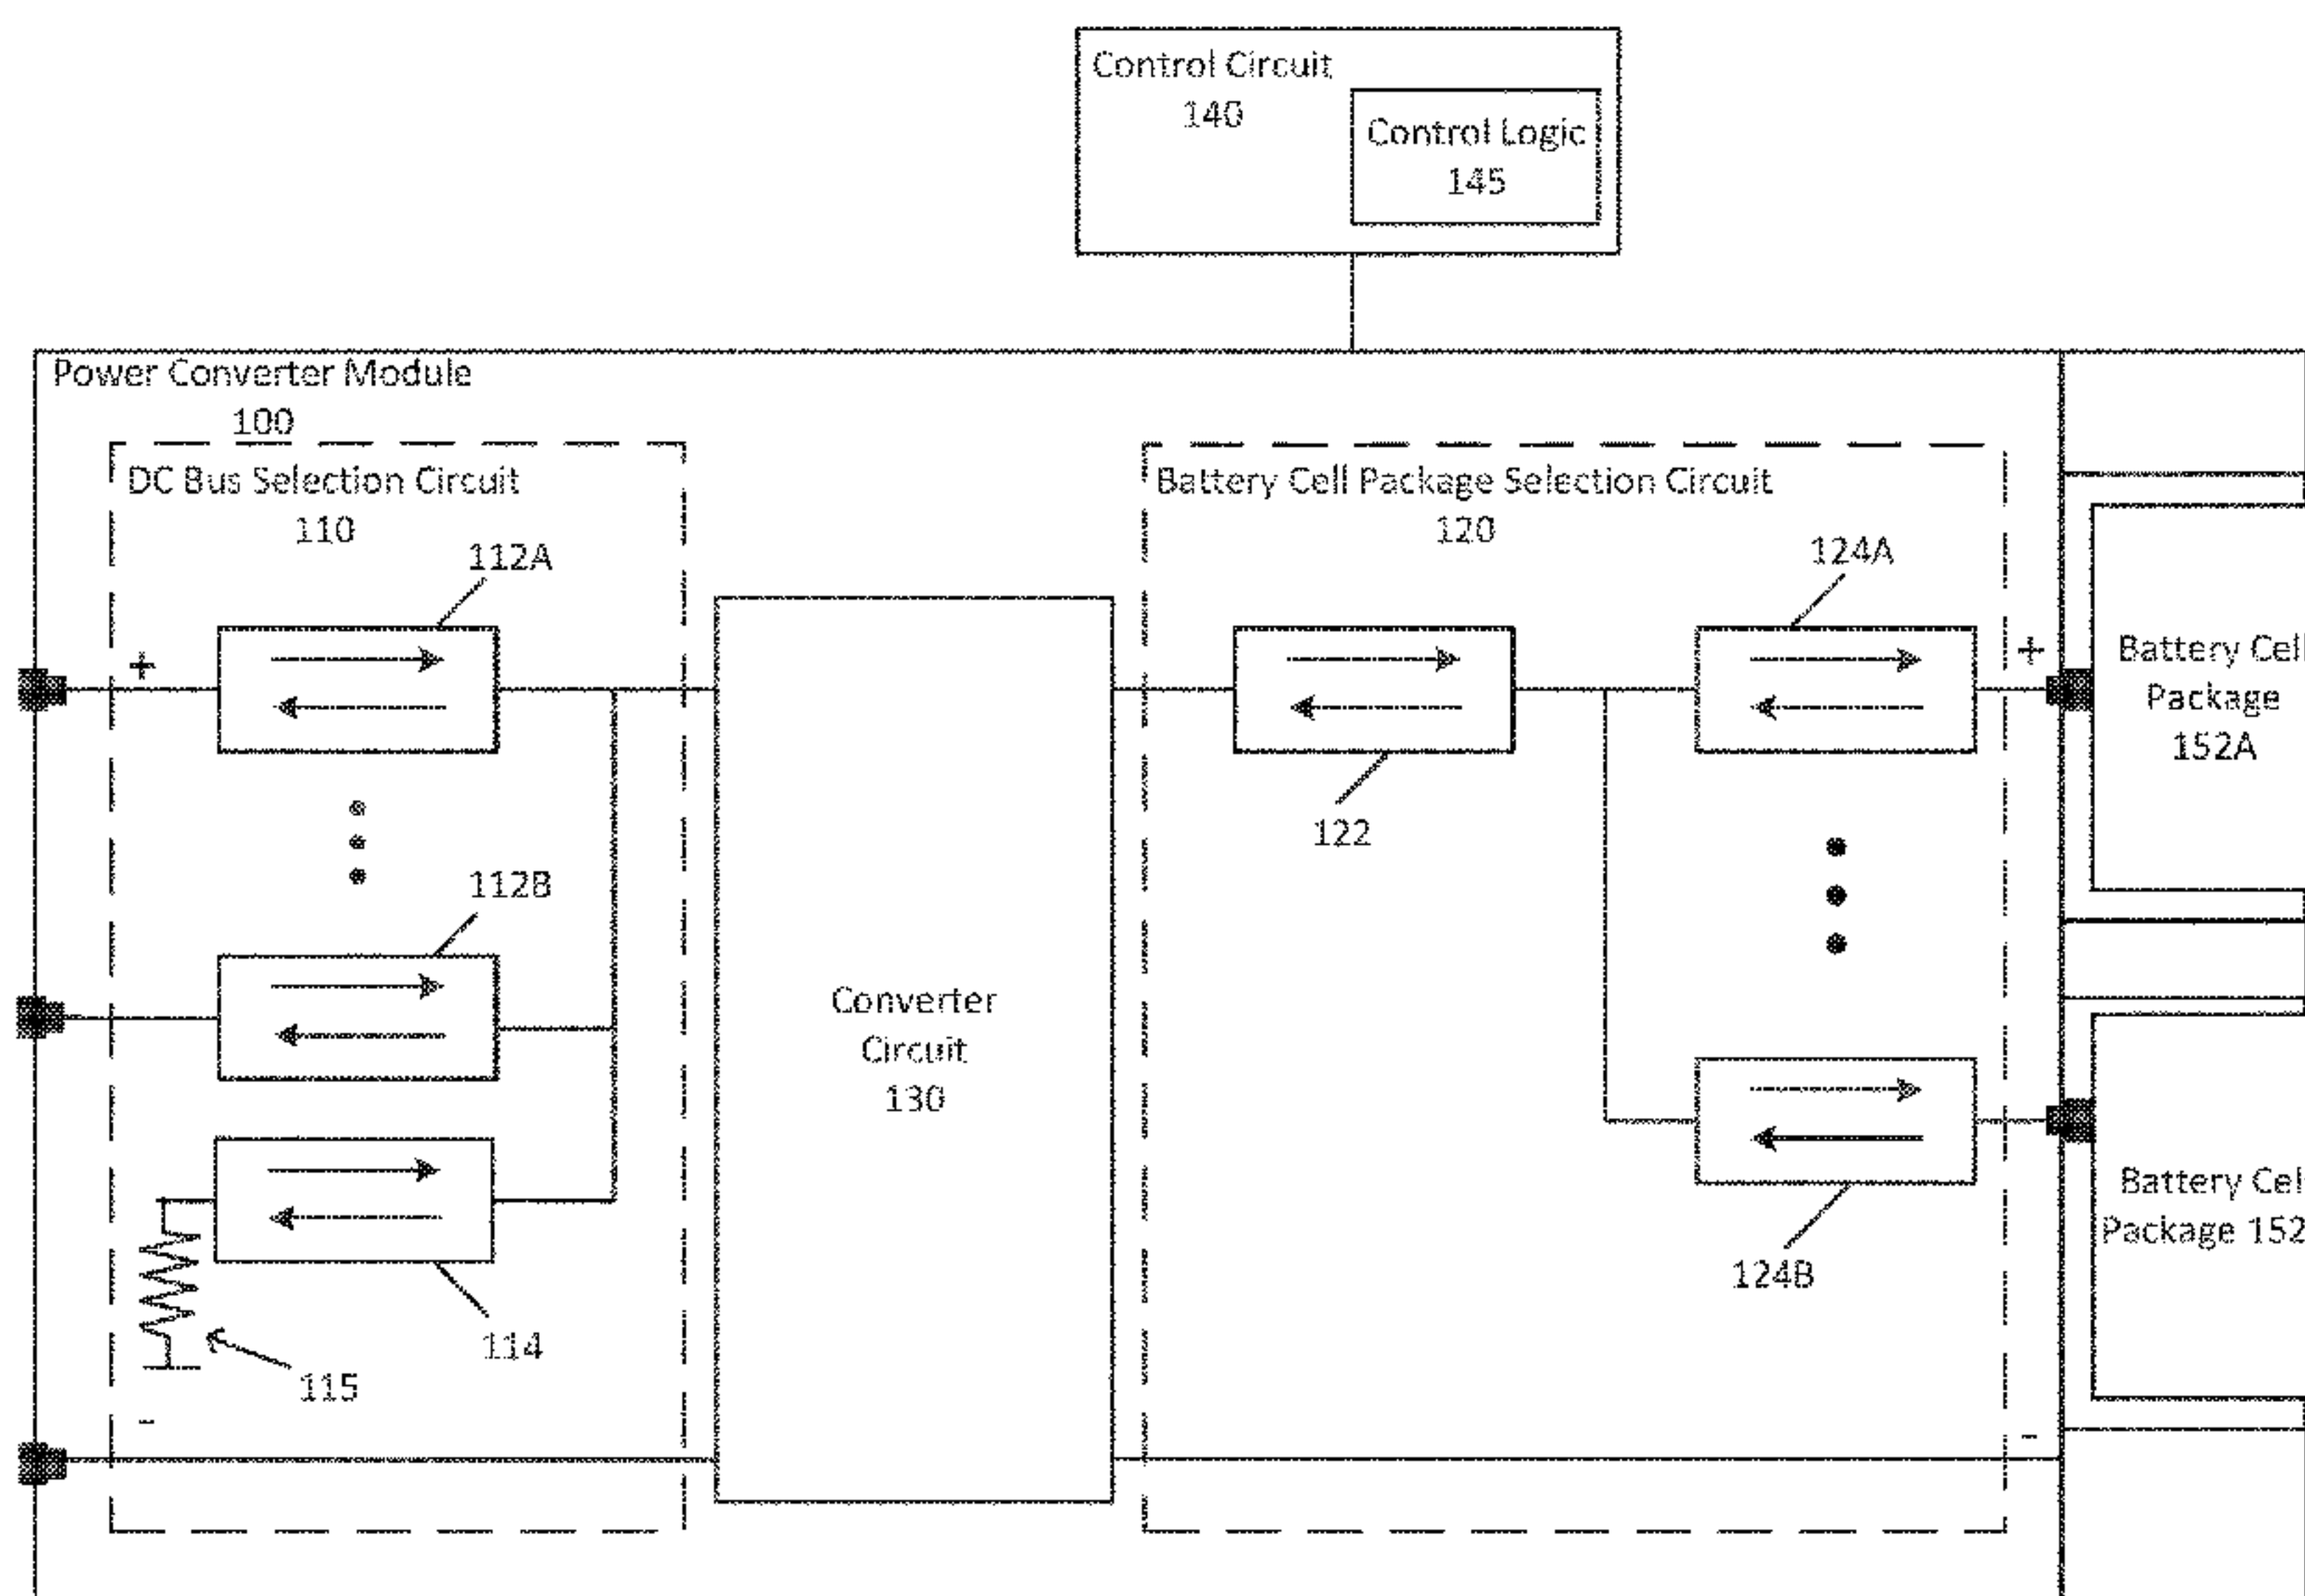 Control Circuit
140
Control Logic
145
Power Converter Module
100
DC Bus Selection Circuit
110
112A
+
112B
114
115
-
Converter
Circuit
130
Battery Cell Package Selection Circuit
120
122
124A
+
124B
-
Battery Cell
Package
152A
Battery Cel
Package 152